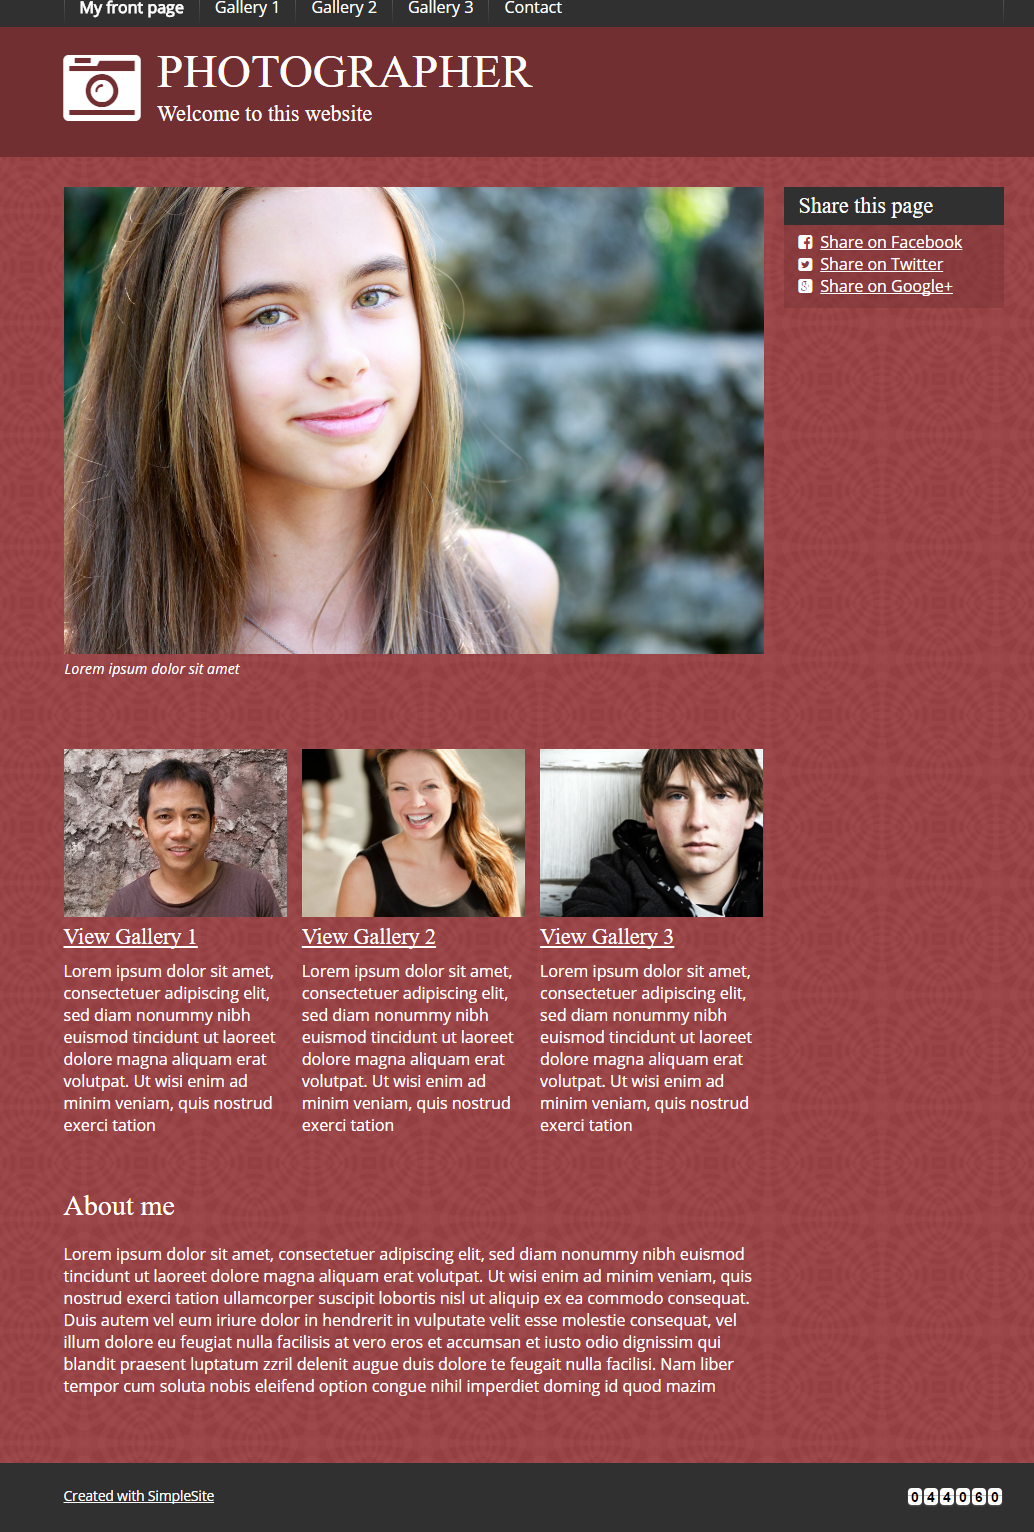 My front page
Gallery 1
Gallery 2
Gallery 3
Contact
PHOTOGRAPHER
Welcome to this website
Share this page
Share on Facebook
Share on Twitter
Share on Google+
Lorem ipsum dolor sit amet
View Gallery 1
Lorem ipsum dolor sit amet,
consectetuer adipiscing elit,
sed diam nonummy nibh
euismod tincidunt ut laoreet
dolore magna aliquam erat
volutpat. Ut wisi enim ad
minim veniam, quis nostrud
exerci tation
View Gallery 2
Lorem ipsum dolor sit amet,
consectetuer adipiscing elit,
sed diam nonummy nibh
euismod tincidunt ut laoreet
dolore magna aliquam erat
volutpat. Ut wisi enim ad
minim veniam, quis nostrud
exerci tation
View Gallery 3
Lorem ipsum dolor sit amet,
consectetuer adipiscing elit,
sed diam nonummy nibh
euismod tincidunt ut laoreet
dolore magna aliquam erat
volutpat. Ut wisi enim ad
minim veniam, quis nostrud
exerci tation
About me
Lorem ipsum dolor sit amet, consectetuer adipiscing elit, sed diam nonummy nibh euismod
tincidunt ut laoreet dolore magna aliquam erat volutpat. Ut wisi enim ad minim veniam, quis
nostrud exerci tation ullamcorper suscipit lobortis nisl ut aliquip ex ea commodo consequat.
Duis autem vel eum iriure dolor in hendrerit in vulputate velit esse molestie consequat, vel
illum dolore eu feugiat nulla facilisis at vero eros et accumsan et iusto odio dignissim qui
blandit praesent luptatum zzril delenit augue duis dolore te feugait nulla facilisi. Nam liber
tempor cum soluta nobis eleifend option congue nihil imperdiet doming id quod mazim
Created with SimpleSite
044060